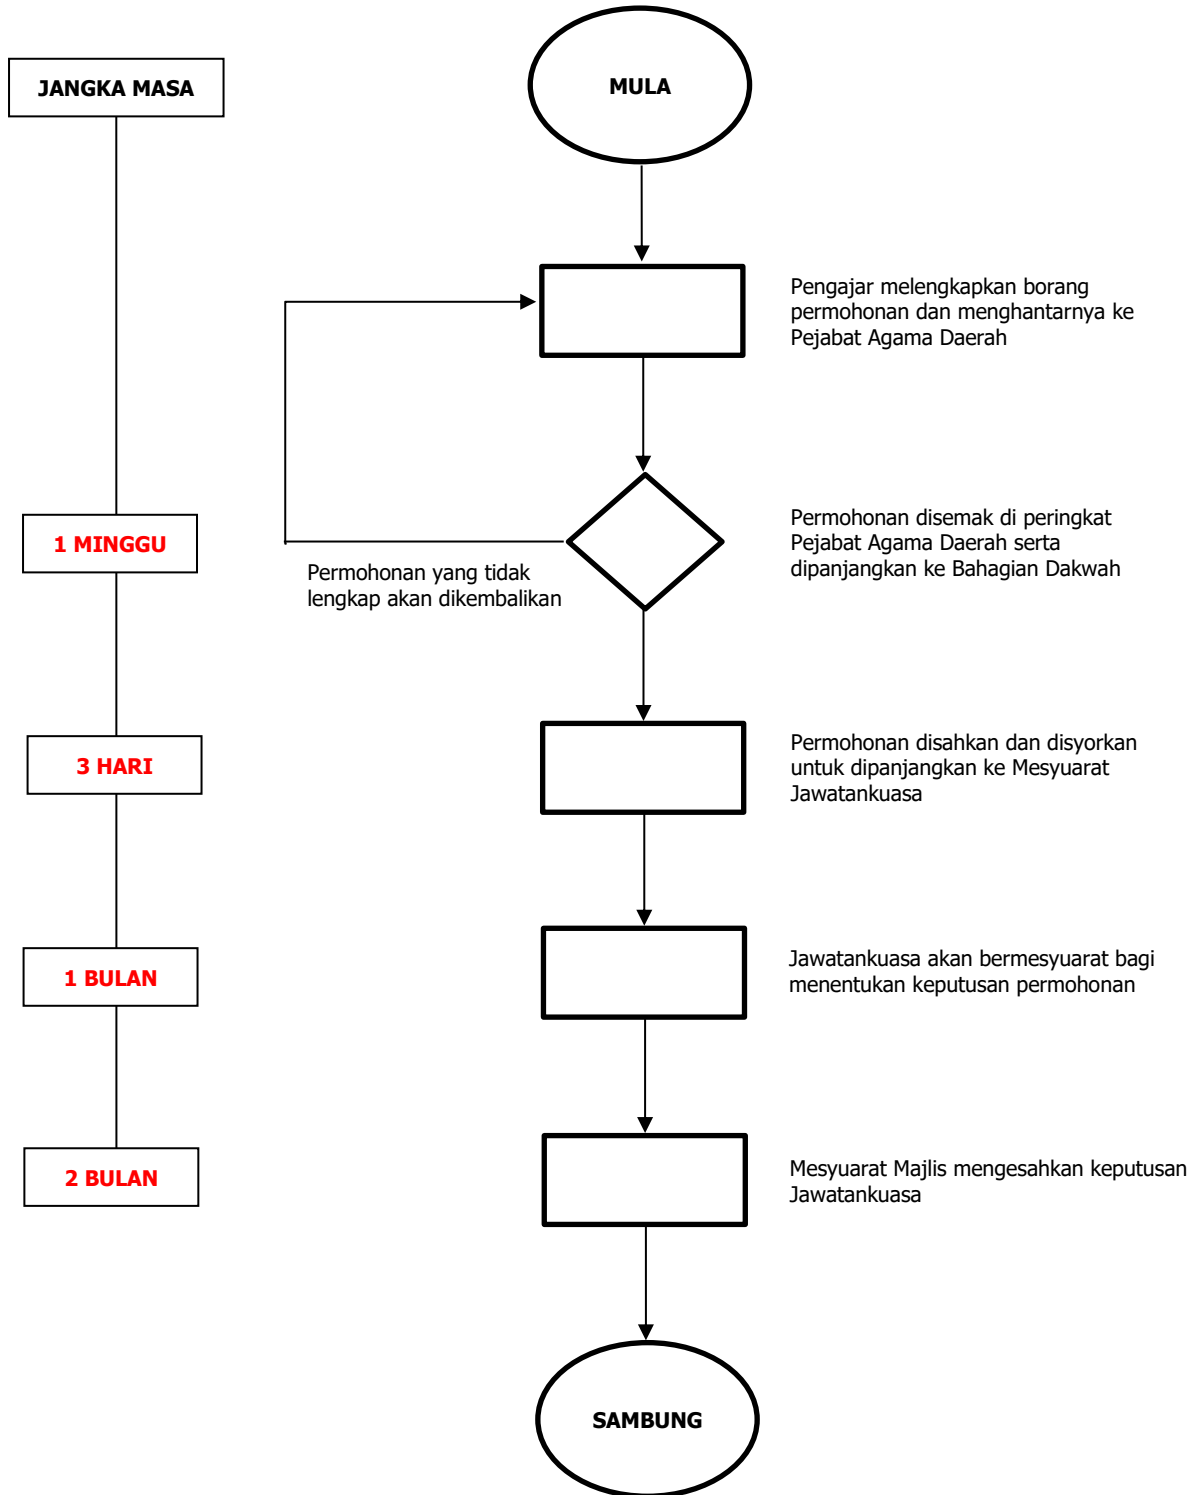 JANGKA MASA
MULA
Pengajar melengkapkan borang
permohonan dan menghantarnya ke
Pejabat Agama Daerah
1 MINGGU
Permohonan yang tidak
lengkap akan dikembalikan
Permohonan disemak di peringkat
Pejabat Agama Daerah serta
dipanjangkan ke Bahagian Dakwah
3 HARI
Permohonan disahkan dan disyorkan
untuk dipanjangkan ke Mesyuarat
Jawatankuasa
1 BULAN
Jawatankuasa akan bermesyuarat bagi
menentukan keputusan permohonan
2 BULAN
Mesyuarat Majlis mengesahkan keputusan
Jawatankuasa
SAMBUNG